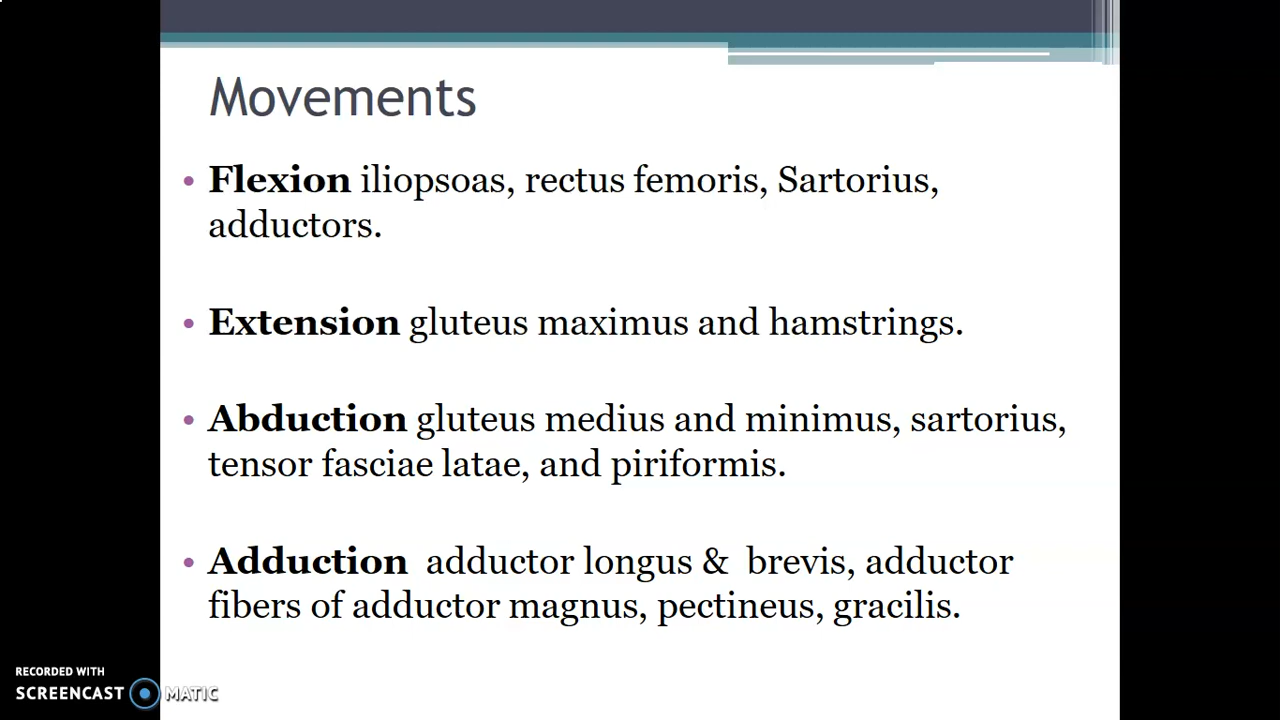 Movements
• Flexion iliopsoas, rectus femoris, Sartorius,
adductors.
• Extension gluteus maximus and hamstrings.
• Abduction gluteus medius and minimus, sartorius,
tensor fasciae latae, and piriformis.
• Adduction  adductor longus &  brevis, adductor
fibers of adductor magnus, pectineus, gracilis.
RECORDED WITH
SCREENCAST MATIC